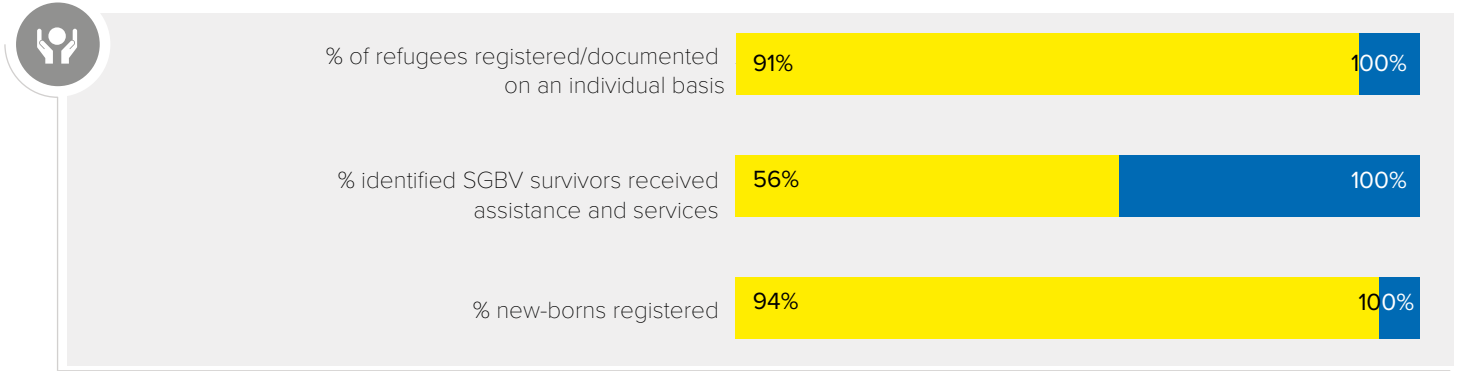 % of refugees registered/documented
on an individual basis
91%
100%
% identified SGBV survivors received
assistance and services
56%
100%
% new-borns registered
94%
100%